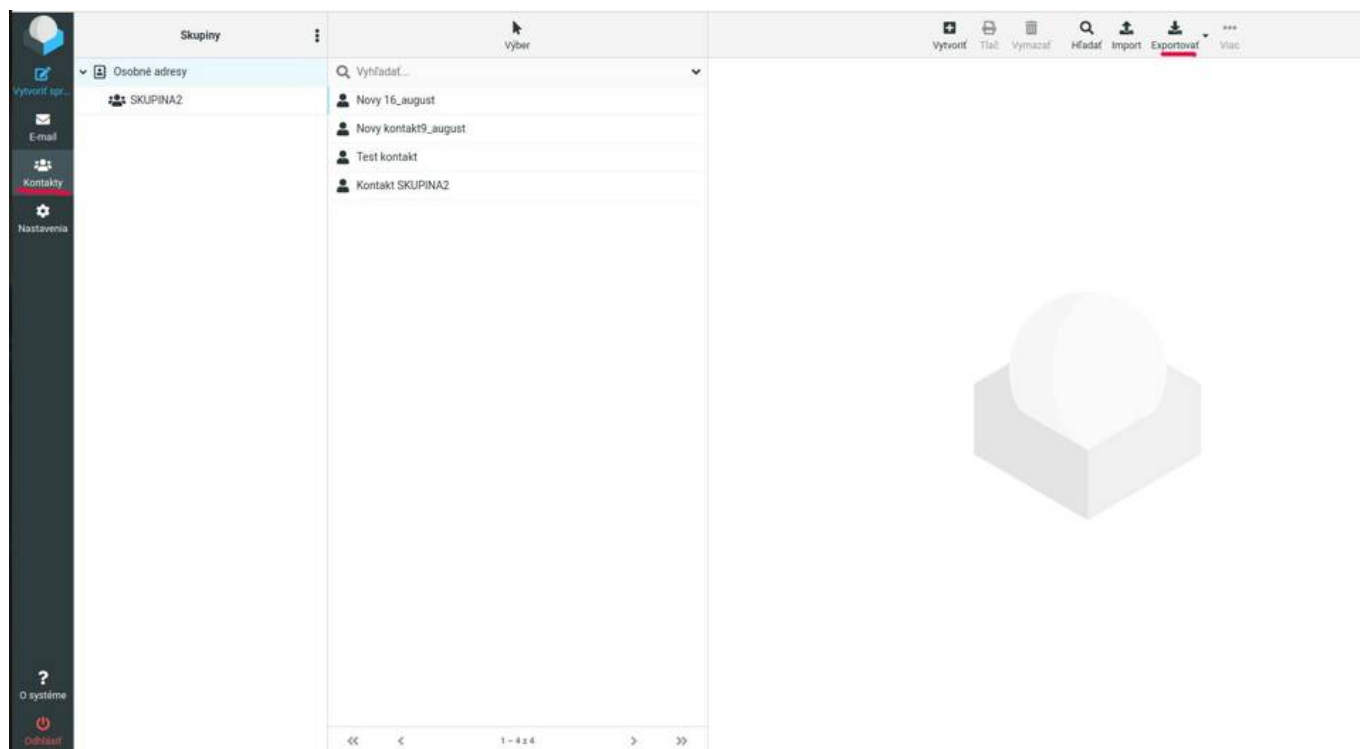 Vytvoriť spr...
E-mail
Kontakty
Nastavenia
O systéme
Odhlásiť
Skupiny
Osobné adresy
SKUPINA2
Výber
Vyhľadať...
Novy 16_august
Novy kontakt9_august
Test kontakt
Kontakt SKUPINA2
1 – 4 z 4
Vytvoriť Tlač Vymazať Hľadať Import Exportovať Viac